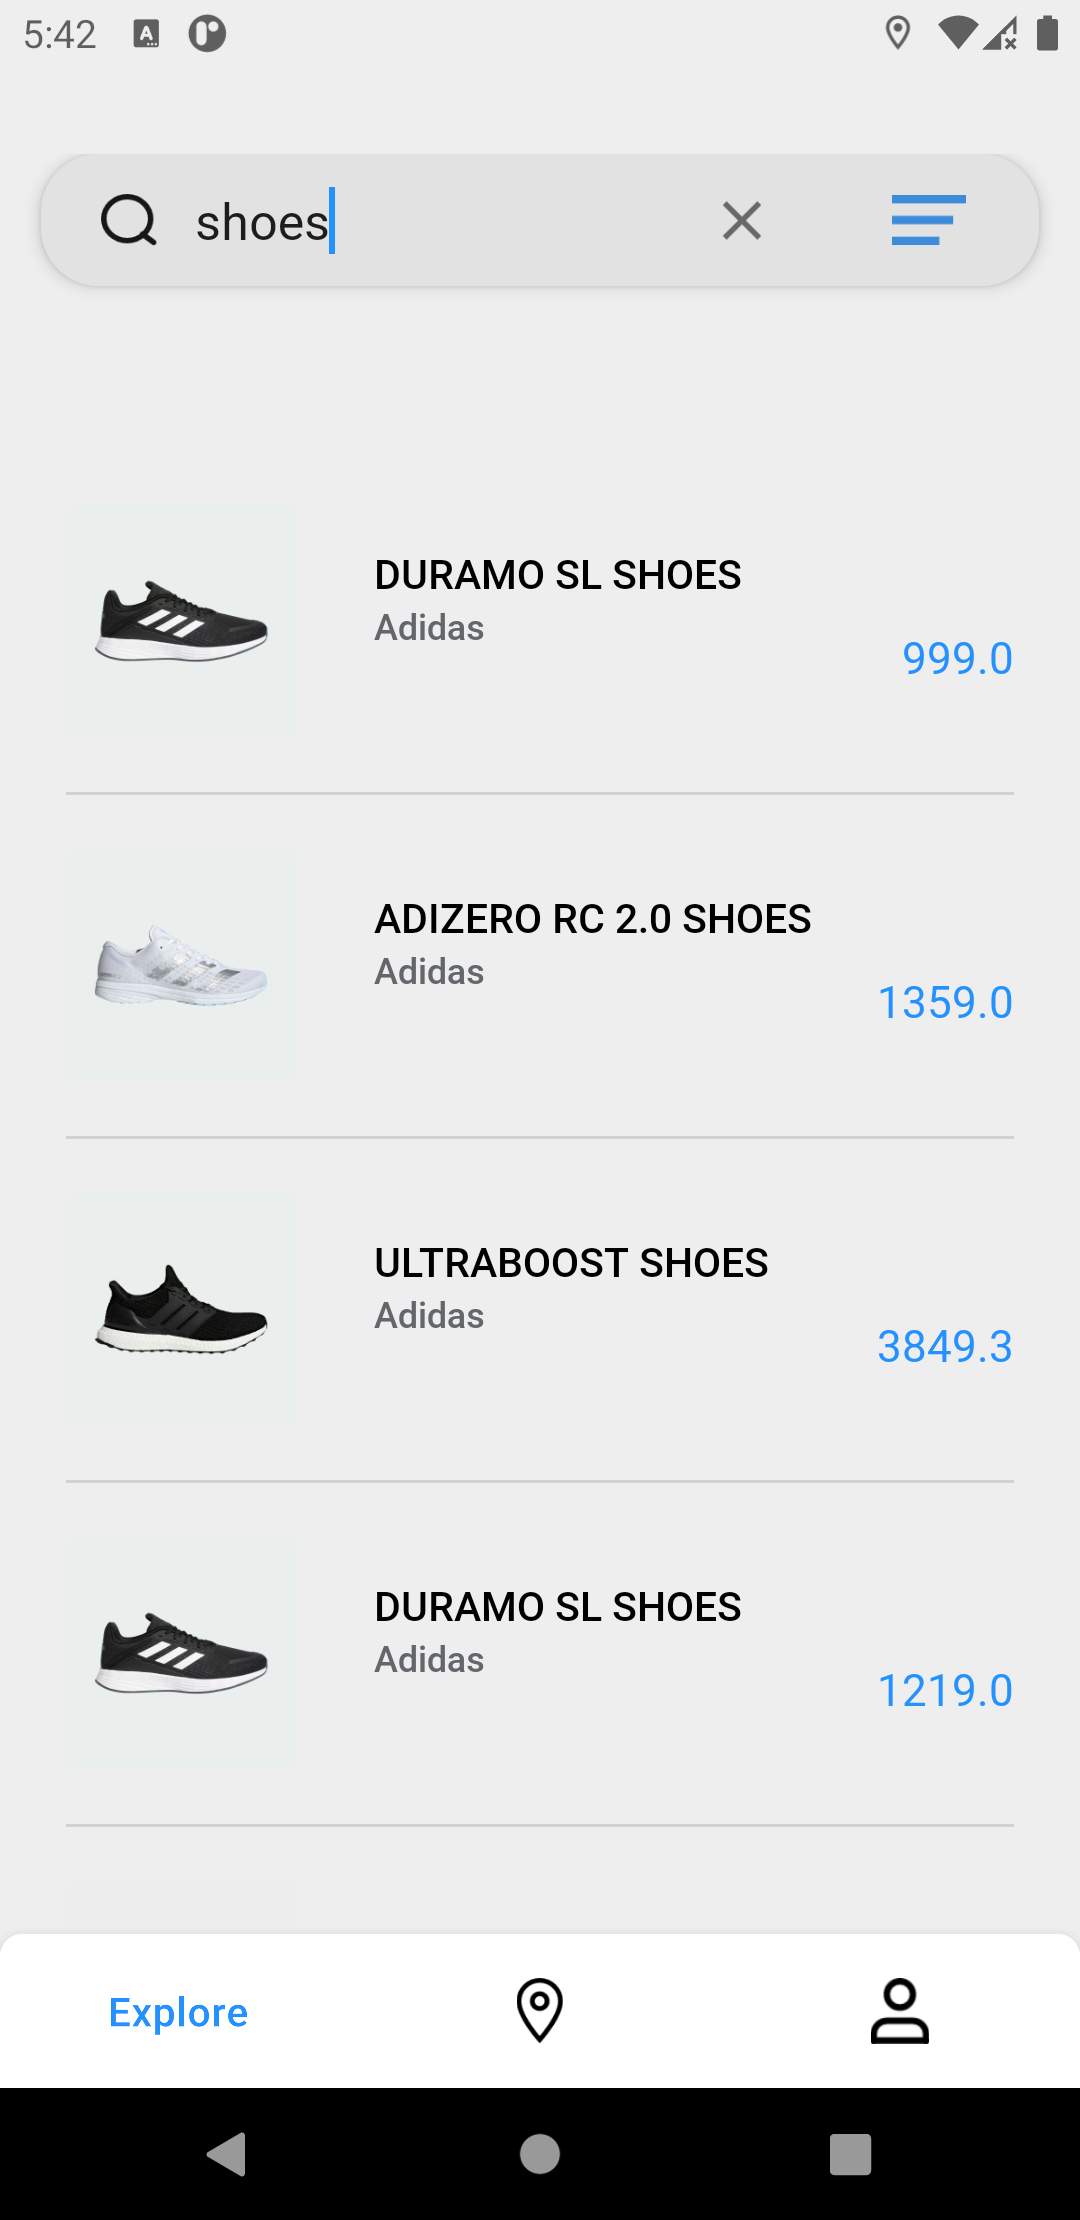 5:42
shoes
DURAMO SL SHOES
Adidas
999.0
ADIZERO RC 2.0 SHOES
Adidas
1359.0
ULTRABOOST SHOES
Adidas
3849.3
DURAMO SL SHOES
Adidas
1219.0
Explore